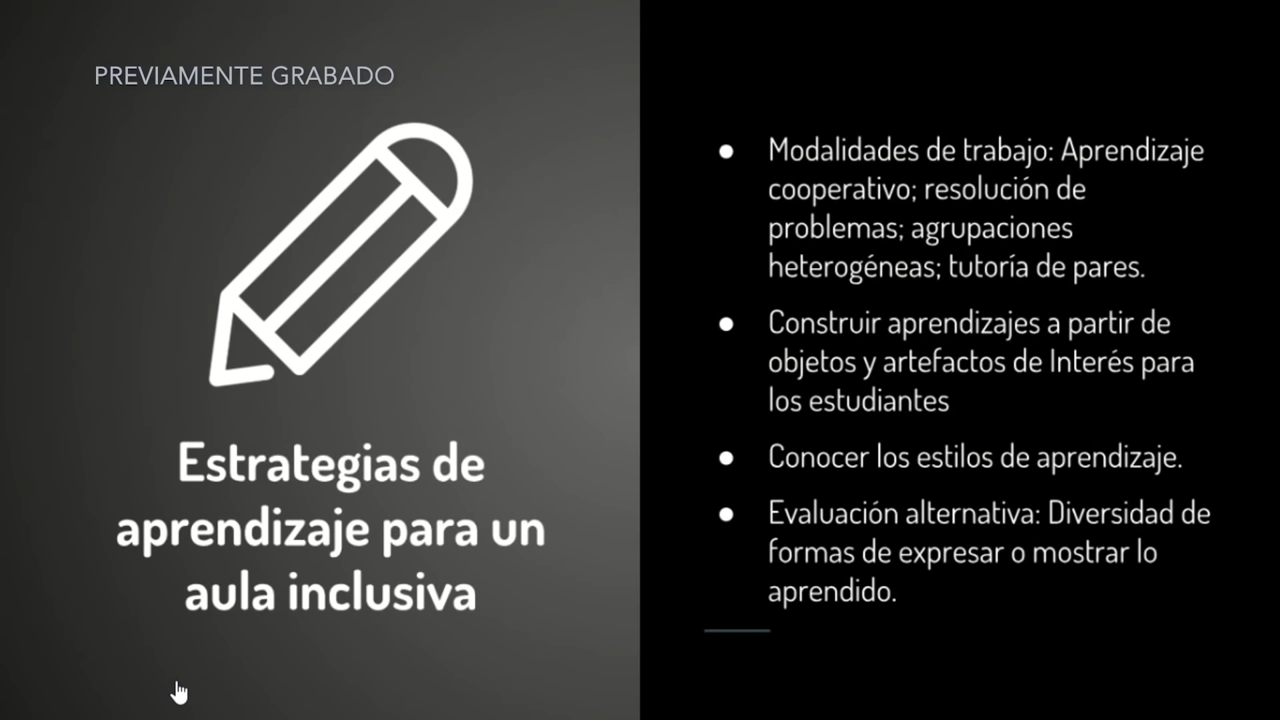 PREVIAMENTE GRABADO
Estrategias de
aprendizaje para un
aula inclusiva
● Modalidades de trabajo: Aprendizaje
cooperativo; resolución de
problemas; agrupaciones
heterogéneas; tutoría de pares.
● Construir aprendizajes a partir de
objetos y artefactos de Interés para
los estudiantes
● Conocer los estilos de aprendizaje.
● Evaluación alternativa: Diversidad de
formas de expresar o mostrar lo
aprendido.